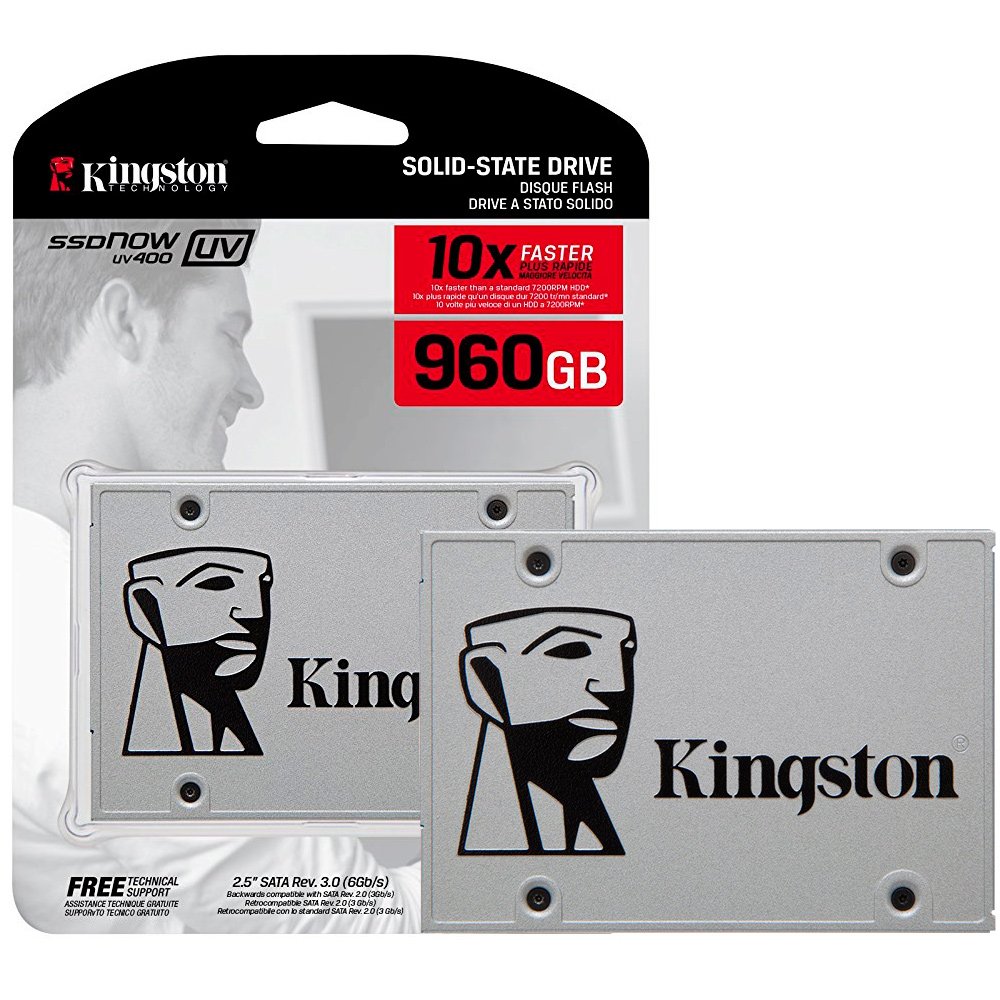 Kingston
TECHNOLOGY
SOLID-STATE DRIVE
DISQUE FLASH
DRIVE A STATO SOLIDO
SSDNOW
UV400
UV
10x FASTER
PLUS RAPIDE
MAGGIORE VELOCITÀ
10x faster than a standard 7200RPM HDD*
10x plus rapide qu'un disque dur 7200 tr/mn standard*
10 volte più veloce di un HDD a 7200RPM*
960GB
King
Kingston®
FREE TECHNICAL SUPPORT
ASSISTANCE TECHNIQUE GRATUITE
SUPPORvTO TECNICO GRATUITO
2.5" SATA Rev. 3.0 (6Gb/s)
Backwards compatible with SATA Rev. 2.0 (3Gb/s)
Rétrocompatible SATA Rev. 2.0 (3 Gb/s)
Retrocompatibile con lo standard SATA Rev. 2.0 (3 Gb/s)